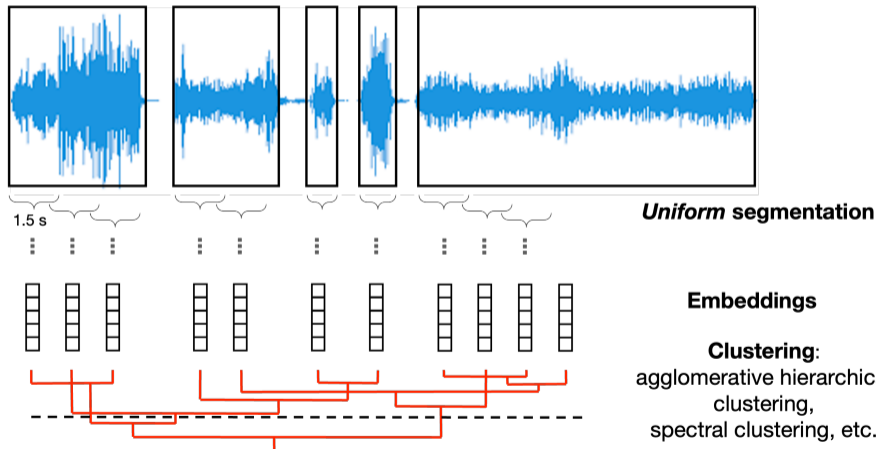 1.5 s
Uniform segmentation
Embeddings
Clustering:
agglomerative hierarchic
clustering,
spectral clustering, etc.